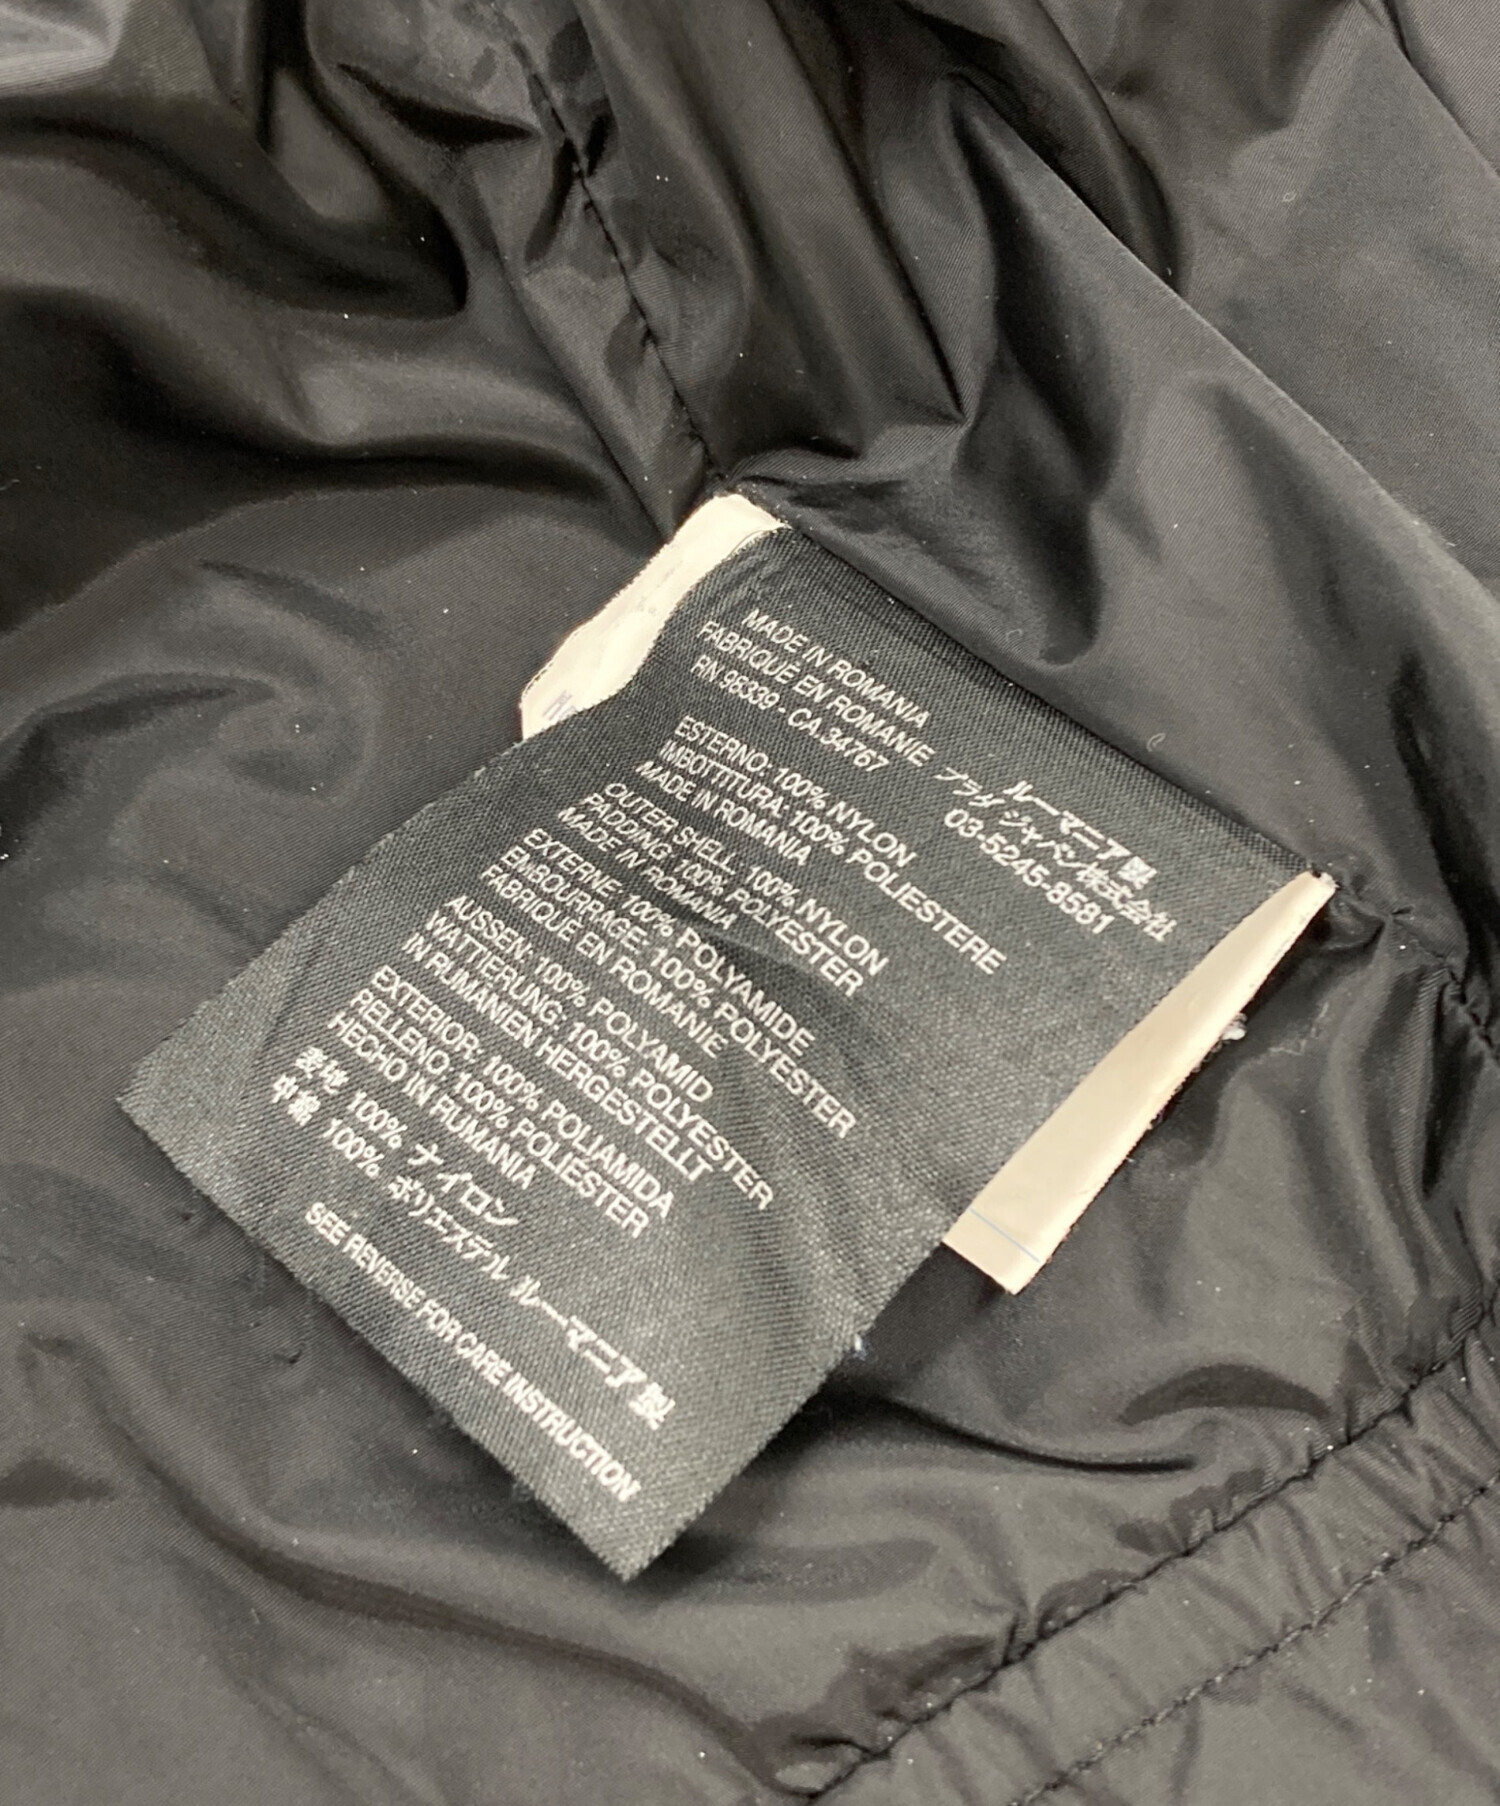 MADE IN ROMANIA
FABRIQUÉ EN ROMANIE
RN 96339 - CA.34767
ルーマニア製
プラダ ジャパン株式会社
03-5245-8581
ESTERNO: 100% NYLON
IMBOTTITURA: 100% POLIESTERE
MADE IN ROMANIA
OUTER SHELL: 100% NYLON
PADDING: 100% POLYESTER
MADE IN ROMANIA
EXTERNE: 100% POLYAMIDE
EMBOURRAGE: 100% POLYESTER
FABRIQUÉ EN ROMANIE
AUSSEN: 100% POLYAMID
WATTIERUNG: 100% POLYESTER
IN RUMÄNIEN HERGESTELLT
EXTERIOR: 100% POLIAMIDA
RELLENO: 100% POLIESTER
HECHO IN RUMANIA
表地 100% ナイロン
中綿 100% ポリエステル ルーマニア製
SEE REVERSE FOR CARE INSTRUCTION